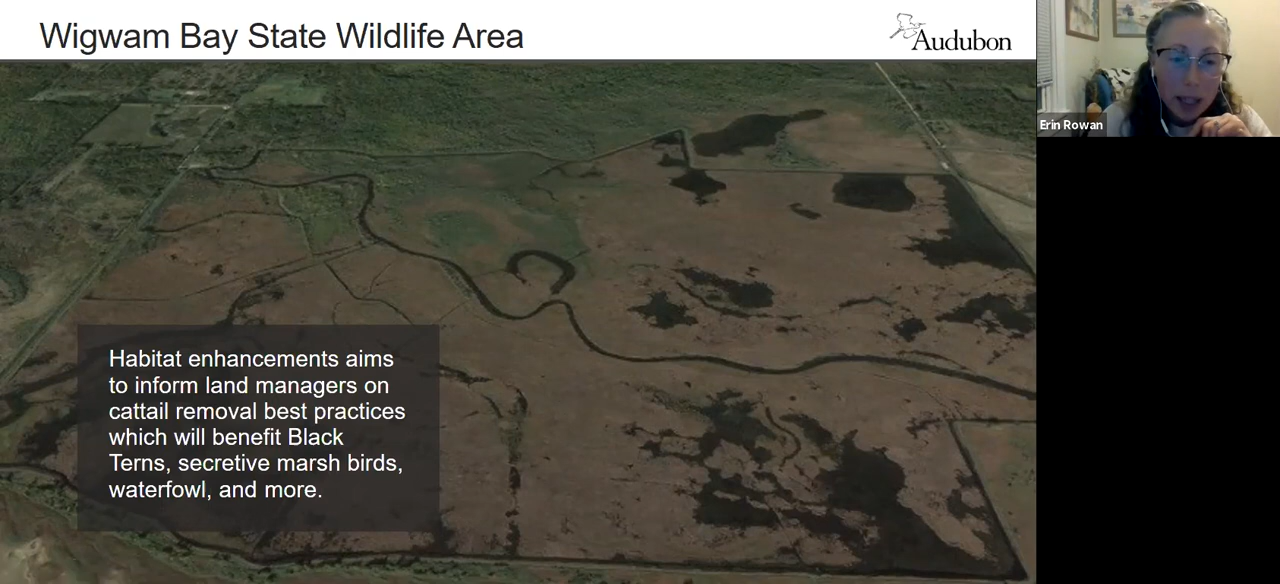 Wigwam Bay State Wildlife Area
Audubon
Erin Rowan
Habitat enhancements aims
to inform land managers on
cattail removal best practices
which will benefit Black
Terns, secretive marsh birds,
waterfowl, and more.